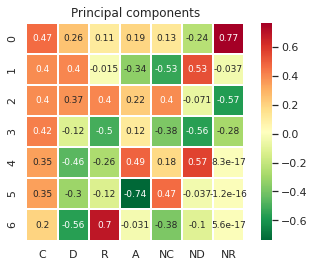 Principal components
0 0.47 0.26 0.11 0.19 0.13 -0.24 0.77
1 0.4 0.4 -0.015 -0.34 -0.53 0.53 -0.037
2 0.4 0.37 0.4 0.22 0.4 -0.071 -0.57
3 0.42 -0.12 -0.5 0.12 -0.38 -0.56 -0.28
4 0.35 -0.46 -0.26 0.49 0.18 0.57 8.3e-17
5 0.35 -0.3 -0.12 -0.74 0.47 -0.037 -1.2e-16
6 0.2 -0.56 0.7 -0.031 -0.38 -0.1 5.6e-17
C D R A NC ND NR
0.6
0.4
0.2
0.0
−0.2
−0.4
−0.6